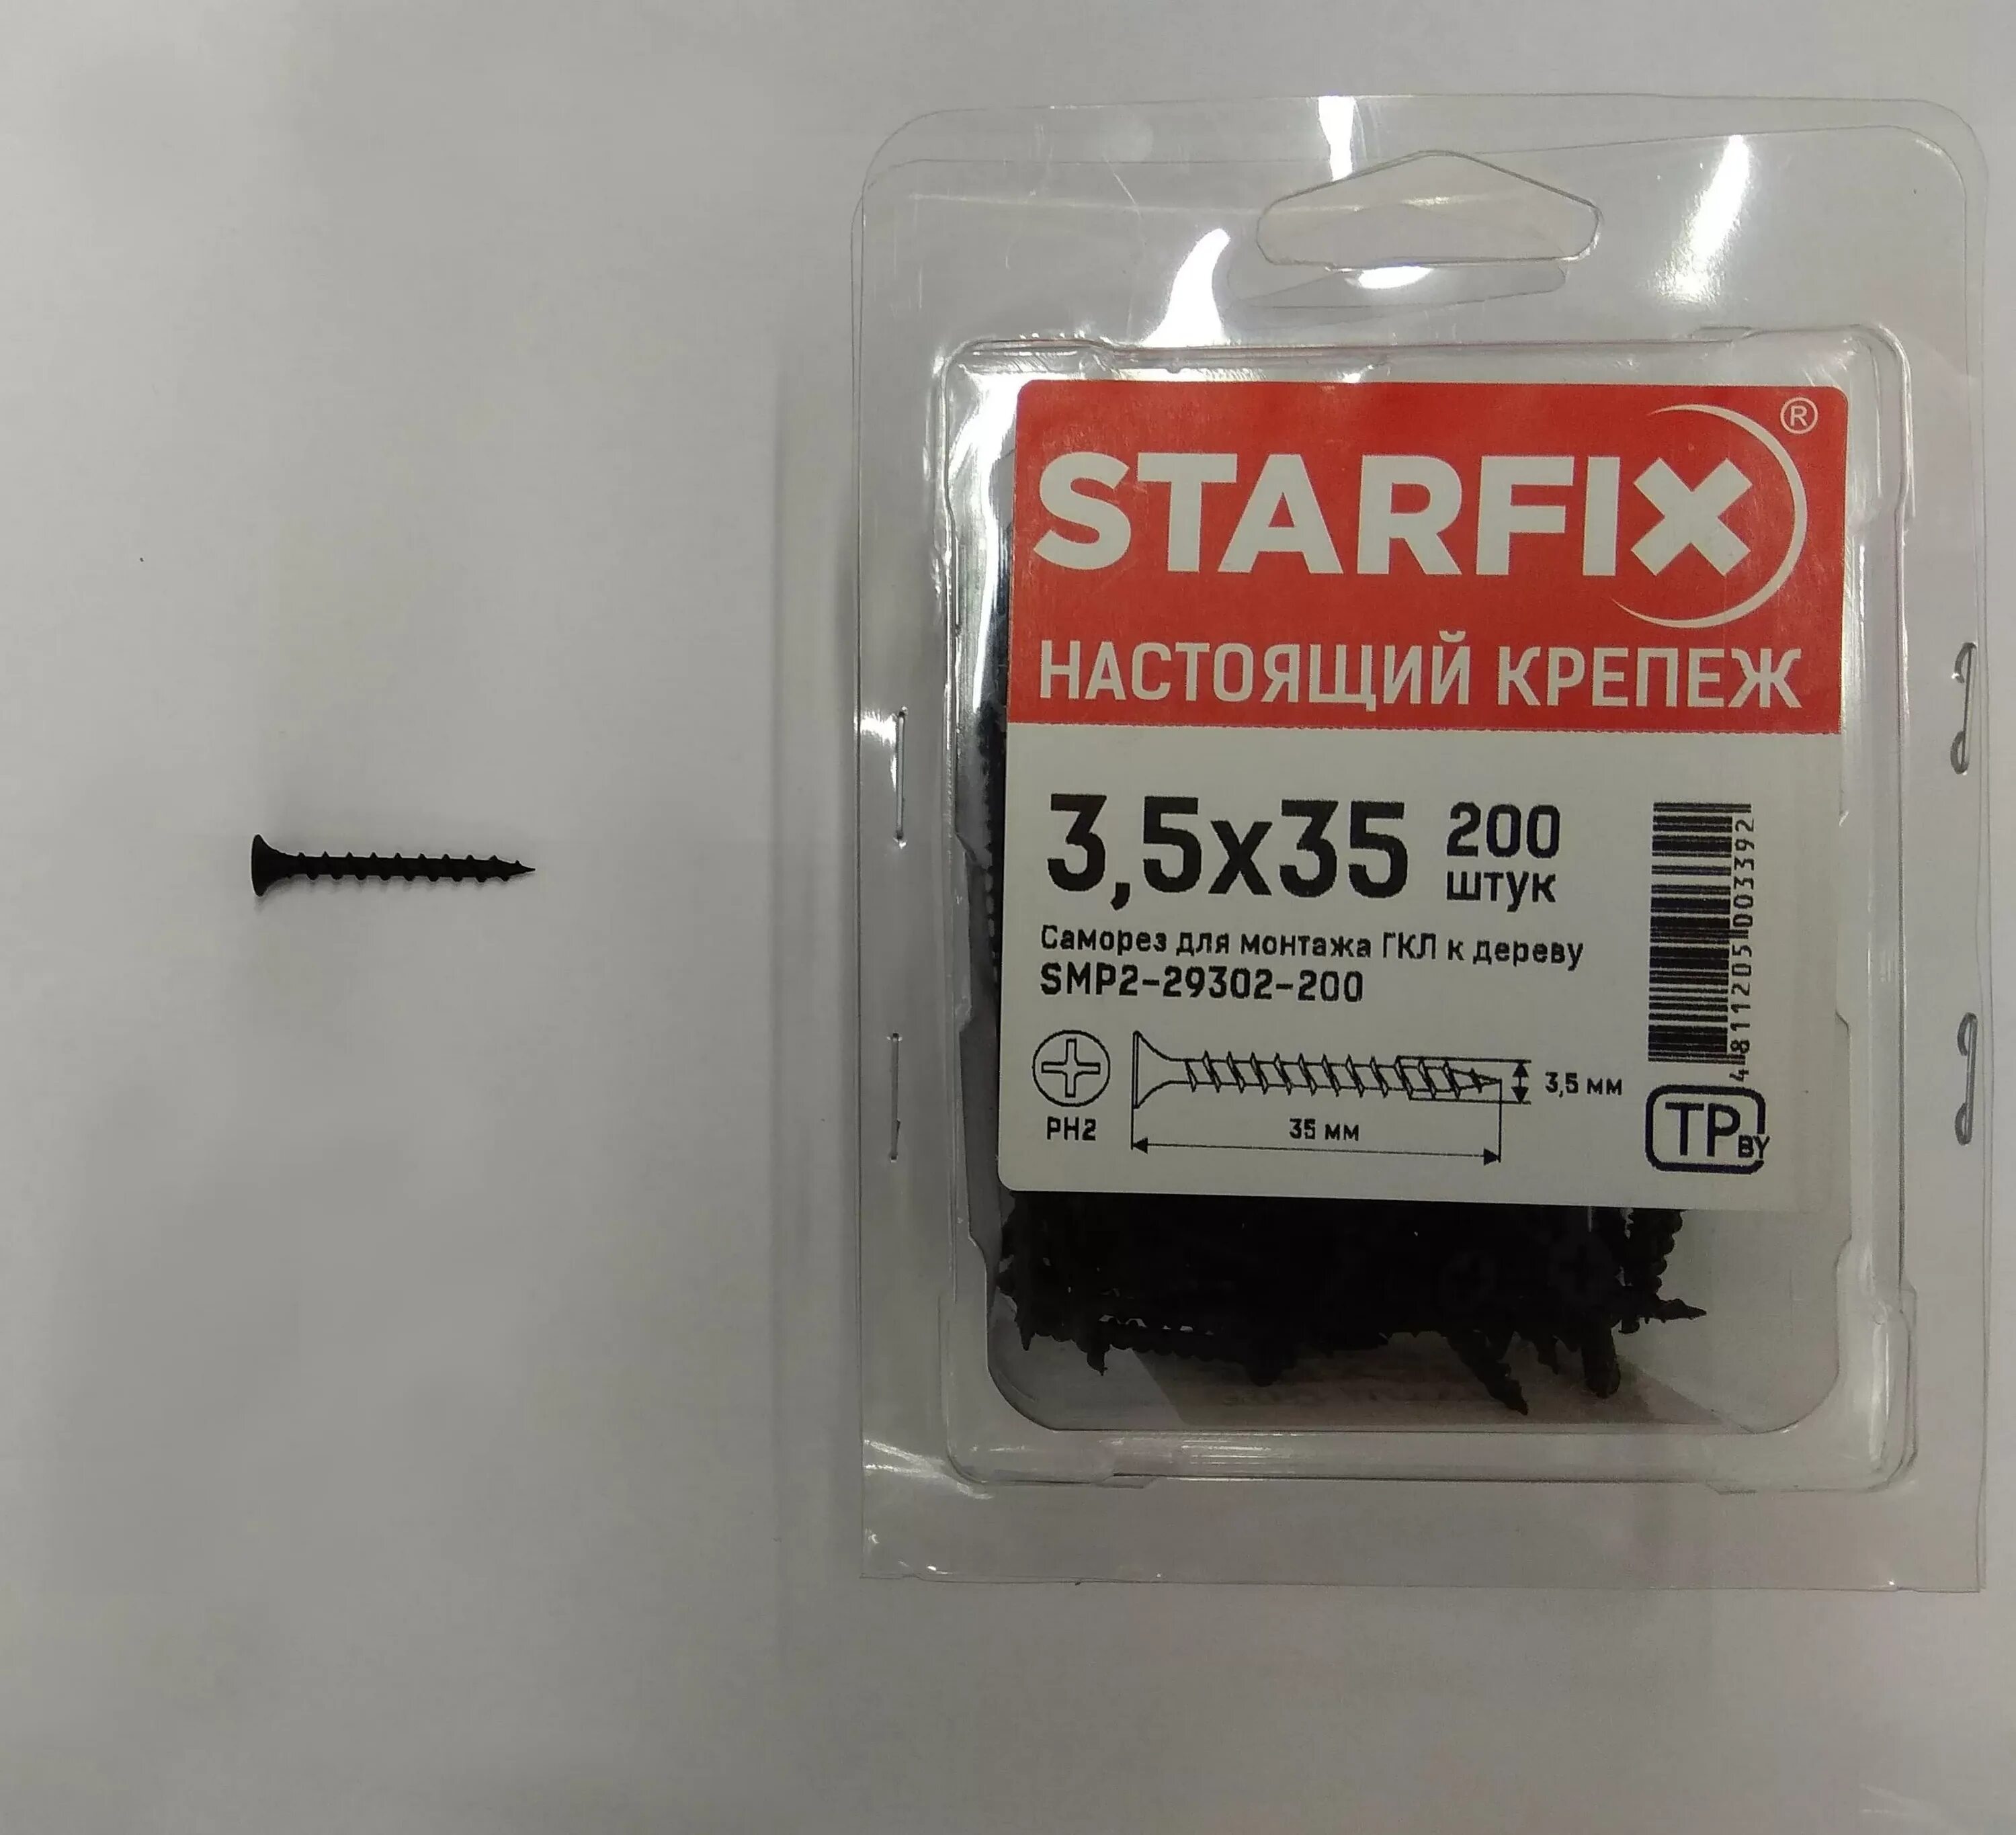 STARFIX®
НАСТОЯЩИЙ КРЕПЕЖ
3,5х35 200 штук
Саморез для монтажа ГКЛ к дереву
SMP2-29302-200
PH2
35 мм
3,5 мм
4811205003392
TP BY